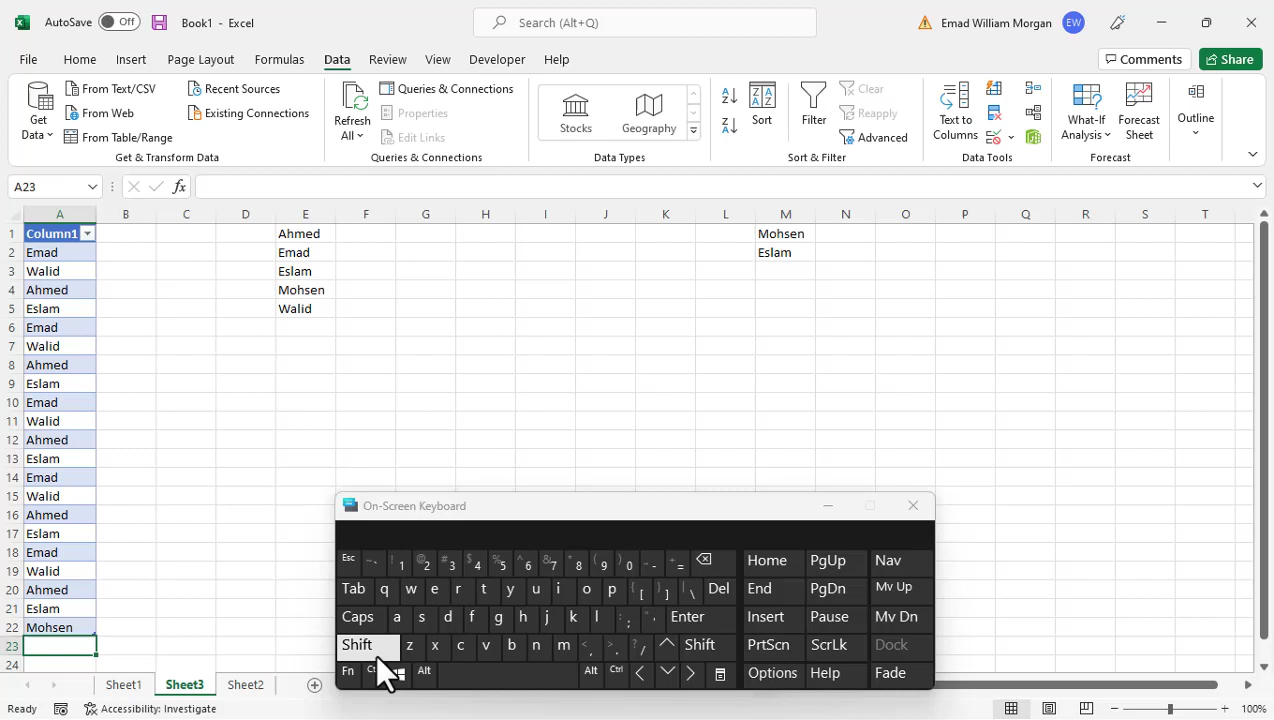 AutoSave Off Book1 - Excel Search (Alt+Q) Emad William Morgan EW
File Home Insert Page Layout Formulas Data Review View Developer Help Comments Share
Get Data
From Text/CSV
From Web
From Table/Range
Recent Sources
Existing Connections
Get & Transform Data
Refresh All
Queries & Connections
Properties
Edit Links
Queries & Connections
Stocks Geography
Data Types
Sort Filter
Clear
Reapply
Advanced
Sort & Filter
Text to Columns
Data Tools
What-If Analysis
Forecast Sheet
Forecast
Outline
A23 fx
A B C D E F G H I J K L M N O P Q R S T
1 Column1 Ahmed Mohsen
2 Emad Emad Eslam
3 Walid Eslam
4 Ahmed Mohsen
5 Eslam Walid
6 Emad
7 Walid
8 Ahmed
9 Eslam
10 Emad
11 Walid
12 Ahmed
13 Eslam
14 Emad
15 Walid
16 Ahmed
17 Eslam
18 Emad
19 Walid
20 Ahmed
21 Eslam
22 Mohsen
23
24
On-Screen Keyboard
Esc ~ ` ! 1 @ 2 # 3 $ 4 % 5 ^ 6 & 7 * 8 ( 9 ) 0 _ - + = Home PgUp Nav
Tab q w e r t y u i o p { [ } ] | \ Del End PgDn Mv Up
Caps a s d f g h j k l : ; " ' Enter Insert Pause Mv Dn
Shift z x c v b n m < , > . ? / Shift PrtScn ScrLk Dock
Fn Alt Alt Ctrl Options Help Fade
Sheet1 Sheet3 Sheet2
Ready Accessibility: Investigate 100%